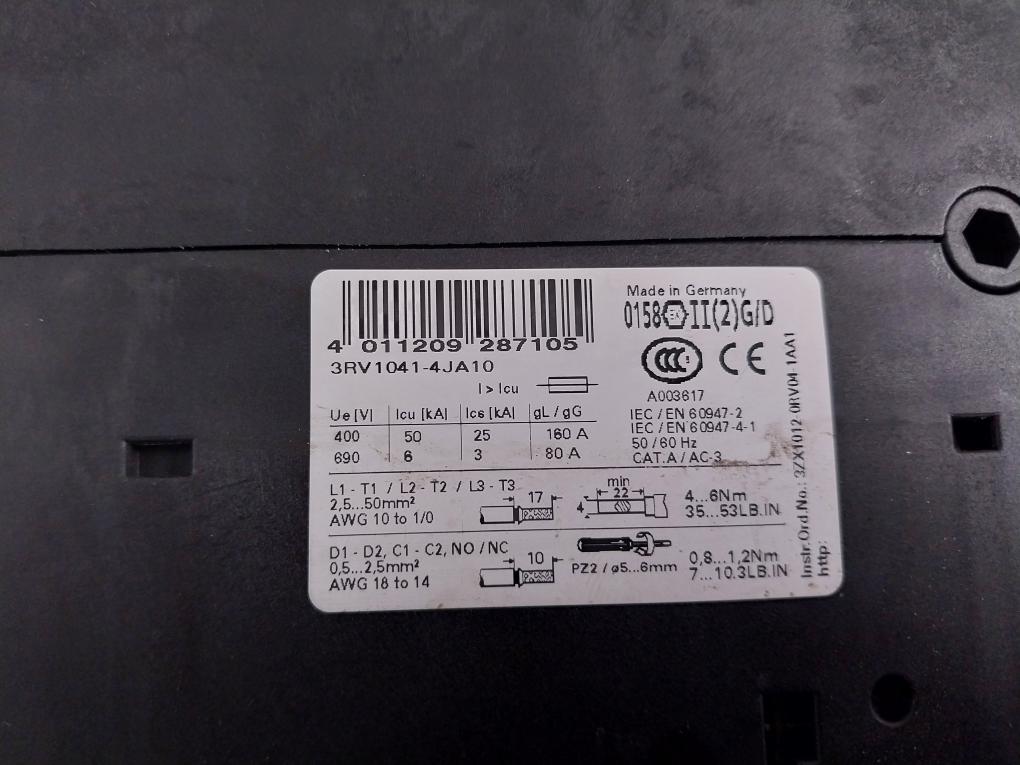 4 011209 287105
3RV1041-4JA10
I > Icu
Ue [V] Icu [kA] Ics [kA] gL / gG
400 50 25 160 A
690 6 3 80 A
Made in Germany
0158 Ex II(2)G/D
CCC CE
A003617
IEC / EN 60947-2
IEC / EN 60947-4-1
50 / 60 Hz
CAT.A / AC-3
L1 - T1 / L2 - T2 / L3 - T3
2,5...50mm²
AWG 10 to 1/0
17
min
22
4
4...6Nm
35...53LB.IN
D1 - D2, C1 - C2, NO / NC
0,5...2,5mm²
AWG 18 to 14
10
PZ2 / ø5...6mm
0,8...1,2Nm
7...10.3LB.IN
Instr.Ord.No.: 3ZX1012-0RV04-1AA1
http: